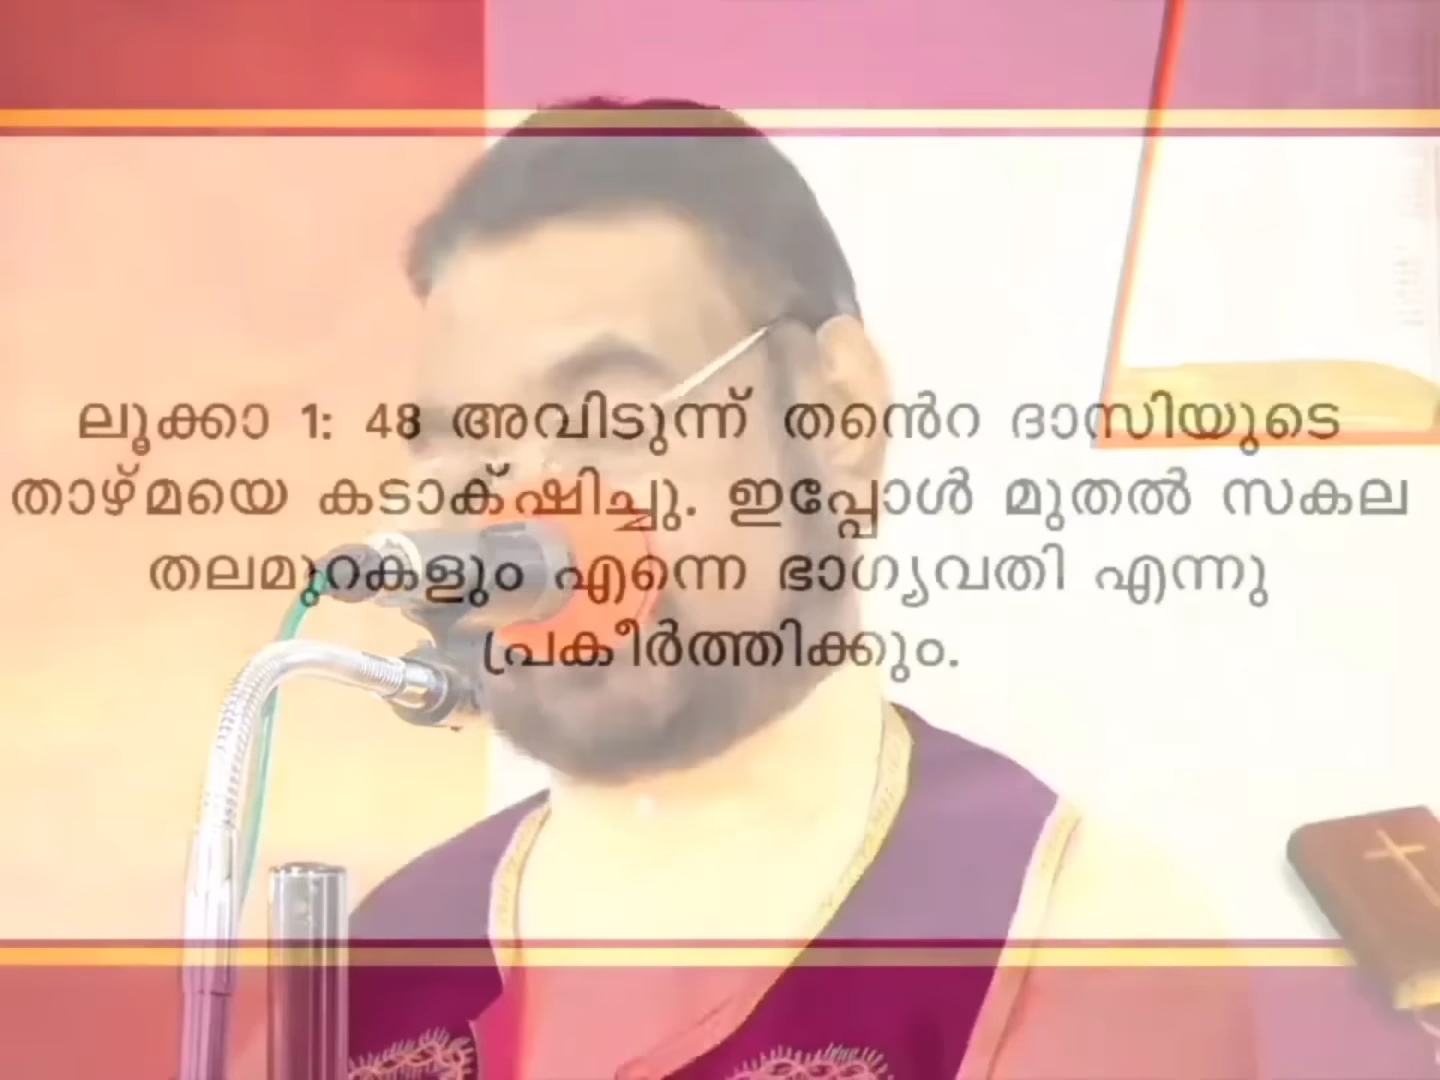 ലൂക്കാ 1: 48 അവിടുന്ന് തൻെറ ദാസിയുടെ
താഴ്മയെ കടാക്ഷിച്ചു. ഇപ്പോൾ മുതൽ സകല
തലമുറകളും എന്നെ ഭാഗ്യവതി എന്നു
പ്രകീർത്തിക്കും.